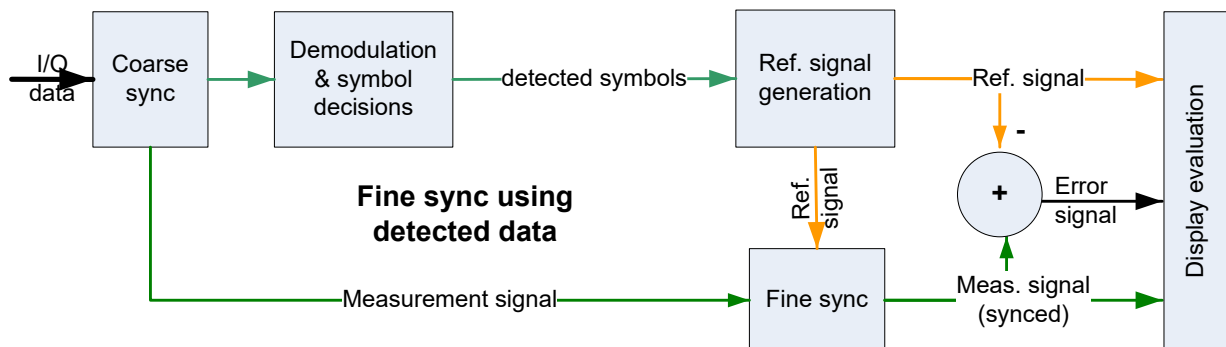 I/Q
data
Coarse
sync
Demodulation
& symbol
decisions
detected symbols
Ref. signal
generation
Ref. signal
-
Ref.
signal
+
Error
signal
Display evaluation
Fine sync using
detected data
Measurement signal
Fine sync
Meas. signal
(synced)